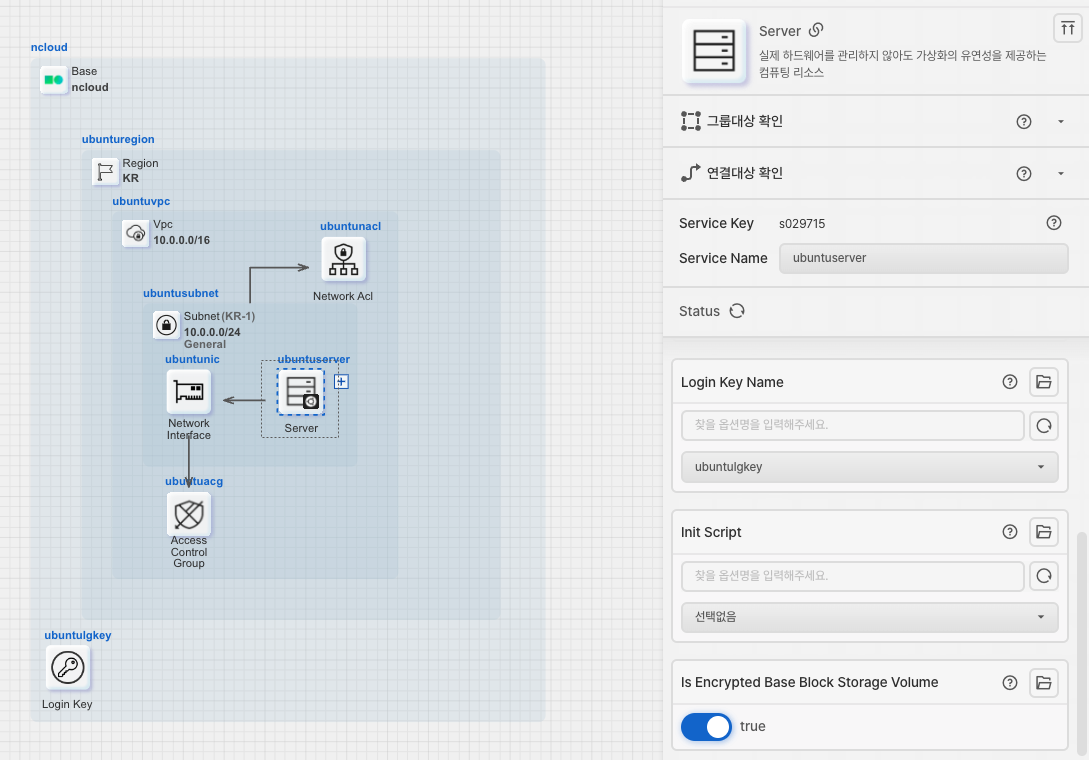 ncloud
Base
ncloud
ubunturegion
Region
KR
ubuntuvpc
Vpc
10.0.0.0/16
ubuntunacl
Network Acl
ubuntusubnet
Subnet (KR-1)
10.0.0.0/24
General
ubuntunic
Network
Interface
ubuntuserver
Server
ubuntuacg
Access
Control
Group
ubuntulgkey
Login Key
Server
실제 하드웨어를 관리하지 않아도 가상화의 유연성을 제공하는
컴퓨팅 리소스
그룹대상 확인
연결대상 확인
Service Key s029715
Service Name ubuntuserver
Status
Login Key Name
찾을 옵션명을 입력해주세요.
ubuntulgkey
Init Script
찾을 옵션명을 입력해주세요.
선택없음
Is Encrypted Base Block Storage Volume
true